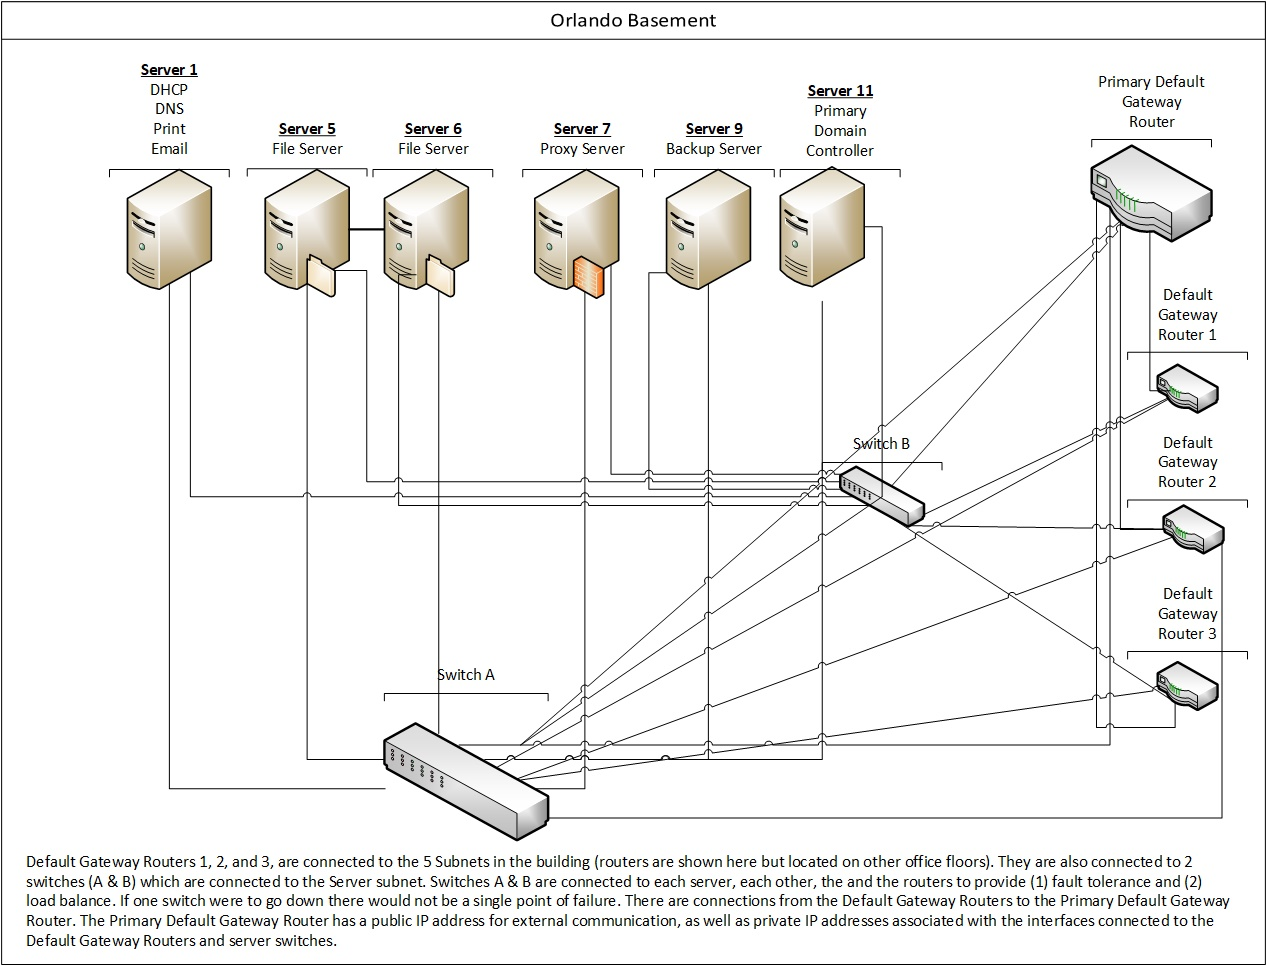 Orlando Basement
Server 1
DHCP
DNS
Print
Email
Server 5
File Server
Server 6
File Server
Server 7
Proxy Server
Server 9
Backup Server
Server 11
Primary
Domain
Controller
Primary Default
Gateway
Router
Default
Gateway
Router 1
Switch B
Default
Gateway
Router 2
Default
Gateway
Router 3
Switch A
Default Gateway Routers 1, 2, and 3, are connected to the 5 Subnets in the building (routers are shown here but located on other office floors). They are also connected to 2
switches (A & B) which are connected to the Server subnet. Switches A & B are connected to each server, each other, the and the routers to provide (1) fault tolerance and (2)
load balance. If one switch were to go down there would not be a single point of failure. There are connections from the Default Gateway Routers to the Primary Default Gateway
Router. The Primary Default Gateway Router has a public IP address for external communication, as well as private IP addresses associated with the interfaces connected to the
Default Gateway Routers and server switches.